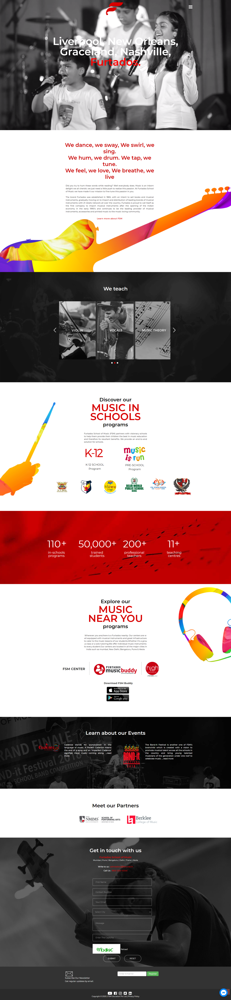 MUSIC
Liverpool, New Orleans,
Graceland, Nashville,
Furtados.
We dance, we sway, We swirl, we
sing.
We hum, we drum. We tap, we
tune.
We feel, we love, We breathe, we
live
Did you try to hum these words while reading? Well everybody does. Music is an inborn
delight we all cherish; we just need a little push to realize this passion. At Furtados School
of Music we have made it our mission to fine tune this passion in you.
The brand Furtados was established in 1865, with an intent to sell books and musical
instruments, gradually moving on to import and distribution of leading brands of musical
instruments with 21 retails network all over the country. Furtados is proud to call itself as
the first company to import musical instruments after the opening of the Indian
economy in the early 1990's and continues to be the leading provider of musical
instruments, accessories and printed music to the music loving community.
Learn more about FSM
We teach
VIOLIN
VOCALS
MUSIC THEORY
Discover our
MUSIC IN
SCHOOLS
programs
Furtados School of Music (FSM) partners with visionary schools
to help them provide their children the best in music education
and therefore its resultant benefits. We provide an end-to-end
solution for schools.
K-12
music is fun
K-12 SCHOOL
Program
PRE-SCHOOL
Program
D Y PATIL
Billabong
High
DELHI WORLD
PUBLIC SCHOOL
NERUL
110+
in-schools
programs
50,000+
trained
students
200+
professional
teachers
11+
teaching
centres
Explore our
MUSIC
NEAR YOU
programs
Wherever you are,there is a Furtados nearby. Our centers are w
ell equipped with musical instruments and great infrastructure
to cater to the music lessons of our students.Whether it's a grou
p class or a solo tutoring.We offer individual music instruments
to every student.Our centers are located in all the major cities in
India such as mumbai, New Delhi, Bengaluru, Pune & Akola
FSM CENTER
FURTADOS
musicbuddy
high
Download FSM Buddy
Available on the
App Store
Get it on
Google play
Learn about our Events
Cadence
Cadence stands for 'punctuation' in the
language of music. A Perfect Cadence means
the end of a song and an 'Imperfect Cadence'
signifies more music coming along. ...read
more
BAND-it
FESTIVAL
2018
The Band-It Festival is another one of FSM's
brainchild which is created with a vision to
promote musical talent across all the schools in
the country and bring young talented
musicians of the generation under one roof to
celebrate music. ...read more
Meet our Partners
NMIMS
SCHOOL OF
PERFORMING ARTS
DEPARTMENT OF MUSIC
Berklee
College of Music
Get in touch with us
Furtados School of Music
Mumbai | Pune | Bengaluru | Delhi | Thane | Akola
Write to us :
Call Us :
First Name
Contact Number
Your Email
Select City
Message
Enter The Captcha
Reload
SUBMIT
RESET
Subscribe Our Newsletter
Get regular updates by email.
Enter Email ID
Register
Copyright © 2020 | FSM Education Pvt Ltd | Privacy Policy